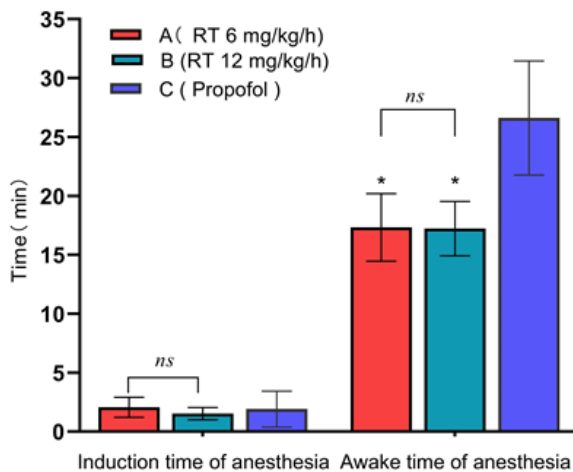 35
30
25
20
15
10
5
0
Time( min)
A( RT 6 mg/kg/h)
B (RT 12 mg/kg/h)
C ( Propofol )
ns
ns
*
*
Induction time of anesthesia
Awake time of anesthesia